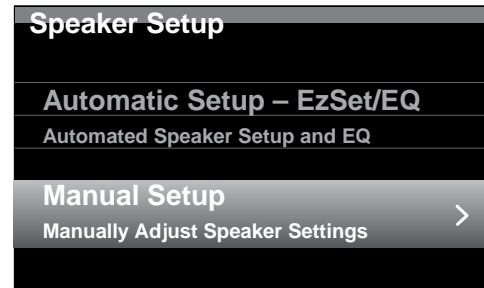 Speaker Setup
Automatic Setup – EzSet/EQ
Automated Speaker Setup and EQ
Manual Setup
Manually Adjust Speaker Settings